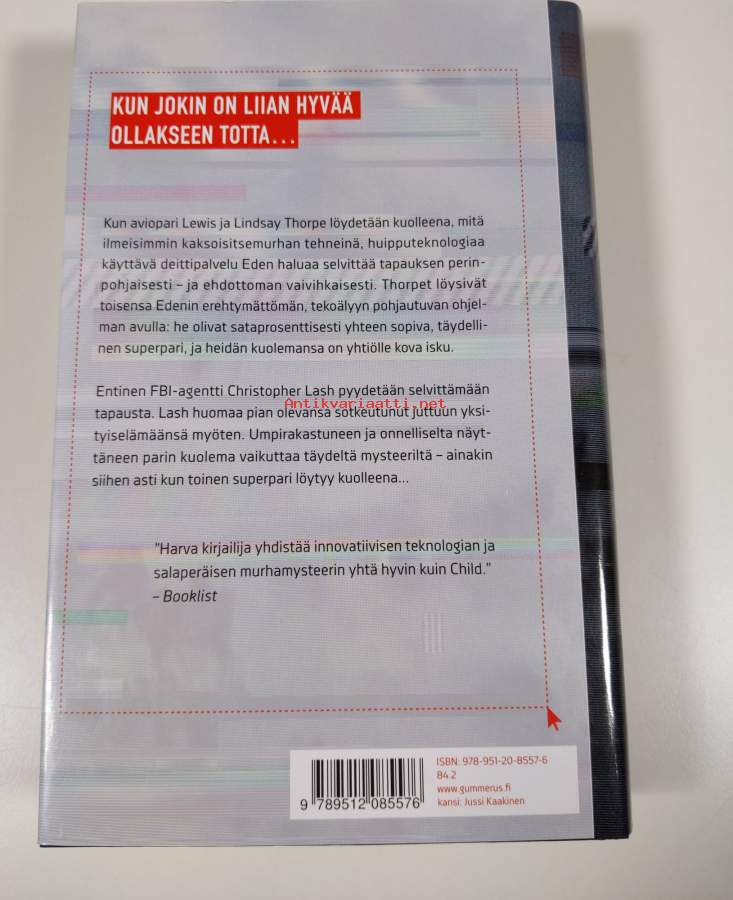 KUN JOKIN ON LIIAN HYVÄÄ
OLLAKSEEN TOTTA...
Kun aviopari Lewis ja Lindsay Thorpe löydetään kuolleena, mitä
ilmeisimmin kaksoisitsemurhan tehneinä, huipputeknologiaa
käyttävä deittipalvelu Eden haluaa selvittää tapauksen perin-
pohjaisesti – ja ehdottoman vaivihkaisesti. Thorpet löysivät
toisensa Edenin erehtymättömän, tekoälyyn pohjautuvan ohjel-
man avulla: he olivat sataprosenttisesti yhteen sopiva, täydelli-
nen superpari, ja heidän kuolemansa on yhtiölle kova isku.
Entinen FBI-agentti Christopher Lash pyydetään selvittämään
tapausta. Lash huomaa pian olevansa sotkeutunut juttuun yksi-
tyiselämäänsä myöten. Umpirakastuneen ja onnelliselta näyt-
täneen parin kuolema vaikuttaa täydeltä mysteeriltä – ainakin
siihen asti kun toinen superpari löytyy kuolleena...
Antikvariaatti.net
"Harva kirjailija yhdistää innovatiivisen teknologian ja
salaperäisen murhamysteerin yhtä hyvin kuin Child."
– Booklist
ISBN: 978-951-20-8557-6
84.2
www.gummerus.fi
kansi: Jussi Kaakinen
9 789512 085576